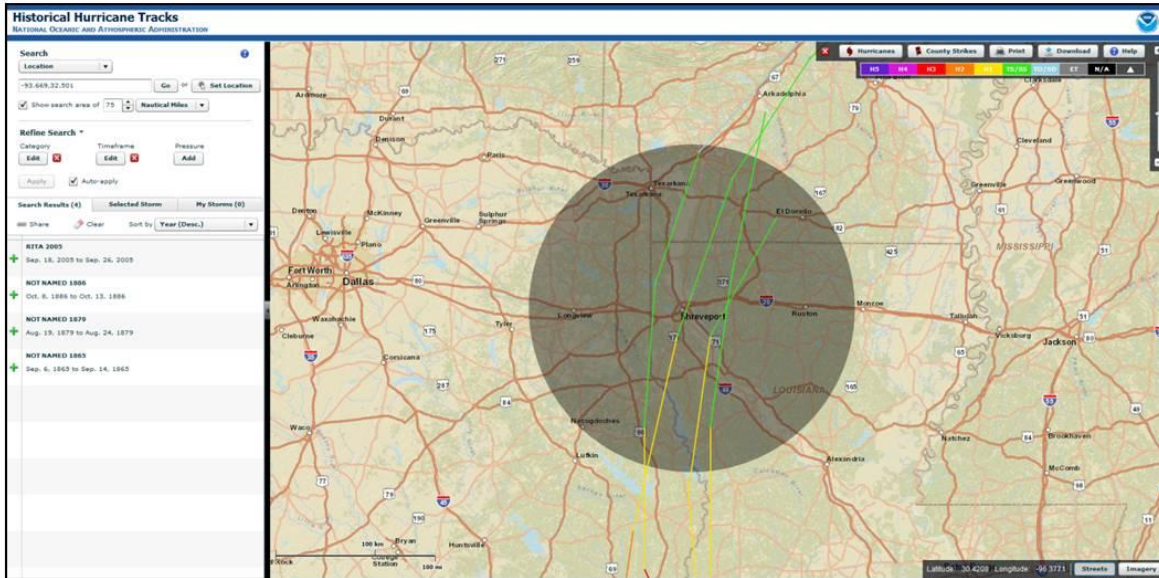 Historical Hurricane Tracks
NATIONAL OCEANIC AND ATMOSPHERIC ADMINISTRATION
Search
Location
-93.669,32.501 Go or Set Location
Show search area of 75 Nautical Miles
Refine Search
Category Timeframe Pressure
Edit Edit Add
Apply Auto-apply
Search Results (4) Selected Storm My Storms (0)
Share Clear Sort by Year (Desc.)
RITA 2005
Sep. 18, 2005 to Sep. 26, 2005
NOT NAMED 1886
Oct. 8, 1886 to Oct. 13, 1886
NOT NAMED 1879
Aug. 19, 1879 to Aug. 24, 1879
NOT NAMED 1865
Sep. 6, 1865 to Sep. 14, 1865
Hurricanes County Strikes Print Download Help
H5 H4 H3 H2 H1 TS/SS TD/SD ET N/A
Ardmore
Durant
Denison
Paris
Denton
McKinney
Greenville
Sulphur
Springs
Lewisville
Plano
Fort Worth
Arlington
Dallas
Waxahachie
Cleburne
Corsicana
Waco
Tyler
Longview
Nacogdoches
Lufkin
Huntsville
Bryan
College
Station
Arkadelphia
Texarkana
Texarkana
El Dorado
Shreveport
Ruston
Monroe
Tallulah
Vicksburg
Jackson
LOUISIANA
MISSISSIPPI
Alexandria
Natchez
Brookhaven
McComb
Greenville
Greenwood
Cleveland
Clarksdale
100 km
100 mi
Latitude: 30.4200 Longitude: -96.3771 Streets Imagery